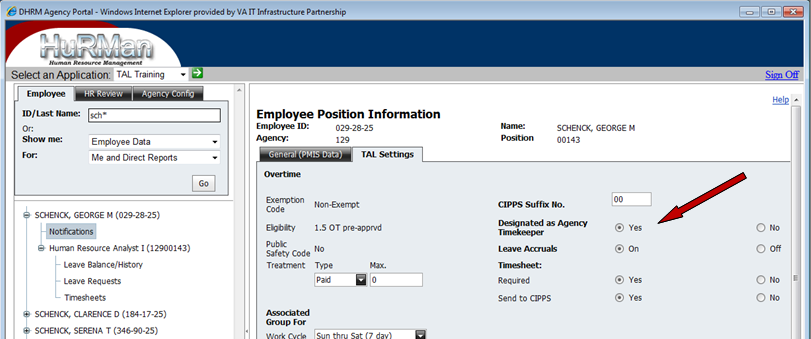 DHRM Agency Portal - Windows Internet Explorer provided by VA IT Infrastructure Partnership
HuRMan
Human Resource Management
Select an Application: TAL Training
Sign Off
Employee HR Review Agency Config
ID/Last Name: sch*
Or:
Show me: Employee Data
For: Me and Direct Reports
Go
SCHENCK, GEORGE M (029-28-25)
Notifications
Human Resource Analyst I (12900143)
Leave Balance/History
Leave Requests
Timesheets
SCHENCK, CLARENCE D (184-17-25)
SCHENCK, SERENA T (346-90-25)
Help
Employee Position Information
Employee ID: 029-28-25 Name: SCHENCK, GEORGE M
Agency: 129 Position 00143
General (PMIS Data) TAL Settings
Overtime
Exemption Code Non-Exempt
Eligibility 1.5 OT pre-apprvd
Public Safety Code No
Treatment Type Max.
Paid 0
Associated
Group For
Work Cycle Sun thru Sat (7 day)
CIPPS Suffix No. 00
Designated as Agency Timekeeper Yes No
Leave Accruals On Off
Timesheet:
Required Yes No
Send to CIPPS Yes No